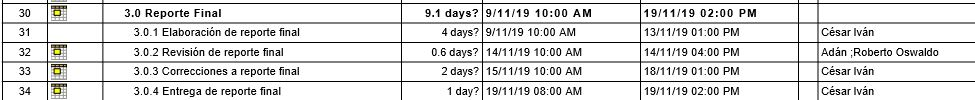 30 3.0 Reporte Final 9.1 days? 9/11/19 10:00 AM 19/11/19 02:00 PM
31 3.0.1 Elaboración de reporte final 4 days? 9/11/19 10:00 AM 13/11/19 01:00 PM César Iván
32 3.0.2 Revisión de reporte final 0.6 days? 14/11/19 10:00 AM 14/11/19 04:00 PM Adán ;Roberto Oswaldo
33 3.0.3 Correcciones a reporte final 2 days? 15/11/19 10:00 AM 18/11/19 01:00 PM César Iván
34 3.0.4 Entrega de reporte final 1 day? 19/11/19 08:00 AM 19/11/19 02:00 PM César Iván